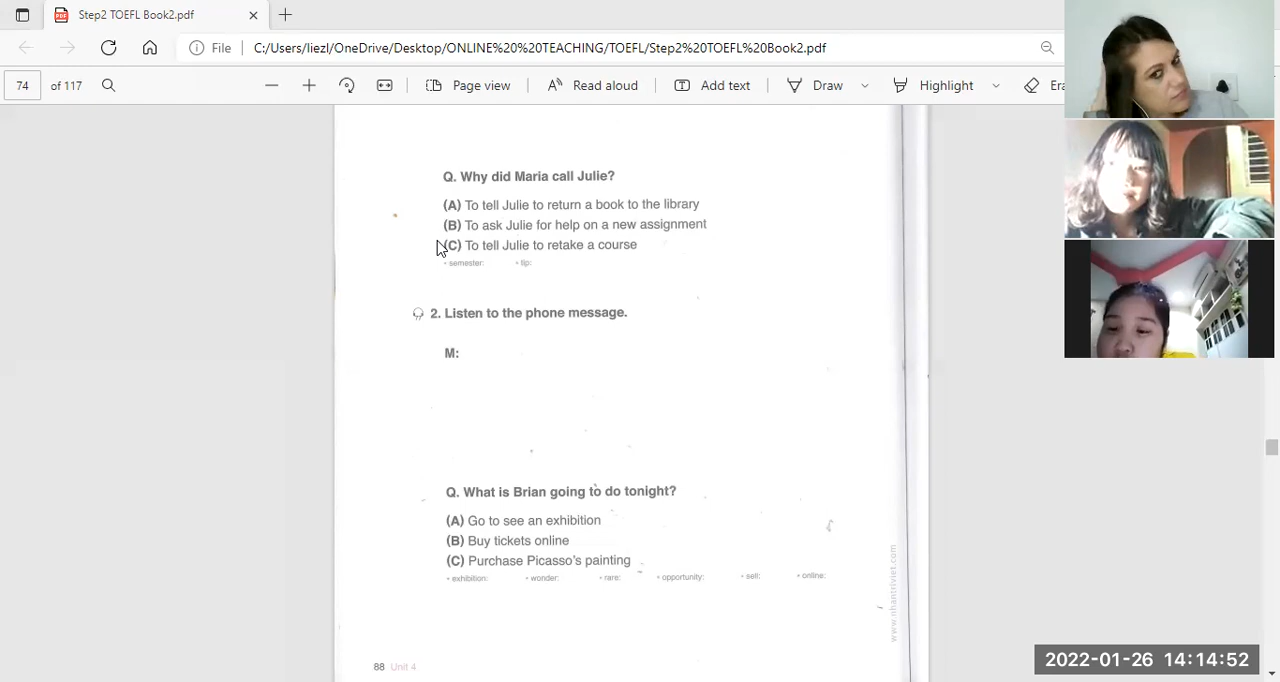 Step2 TOEFL Book2.pdf
File C:/Users/liezl/OneDrive/Desktop/ONLINE%20%20TEACHING/TOEFL/Step2%20TOEFL%20Book2.pdf
74 of 117 Page view Read aloud Add text Draw Highlight Era
Q. Why did Maria call Julie?
(A) To tell Julie to return a book to the library
(B) To ask Julie for help on a new assignment
(C) To tell Julie to retake a course
• semester: • tip:
2. Listen to the phone message.
M:
Q. What is Brian going to do tonight?
(A) Go to see an exhibition
(B) Buy tickets online
(C) Purchase Picasso's painting
• exhibition: • wonder: • rare: • opportunity: • sell: • online:
www.nhantriviet.com
88 Unit 4
2022-01-26 14:14:52